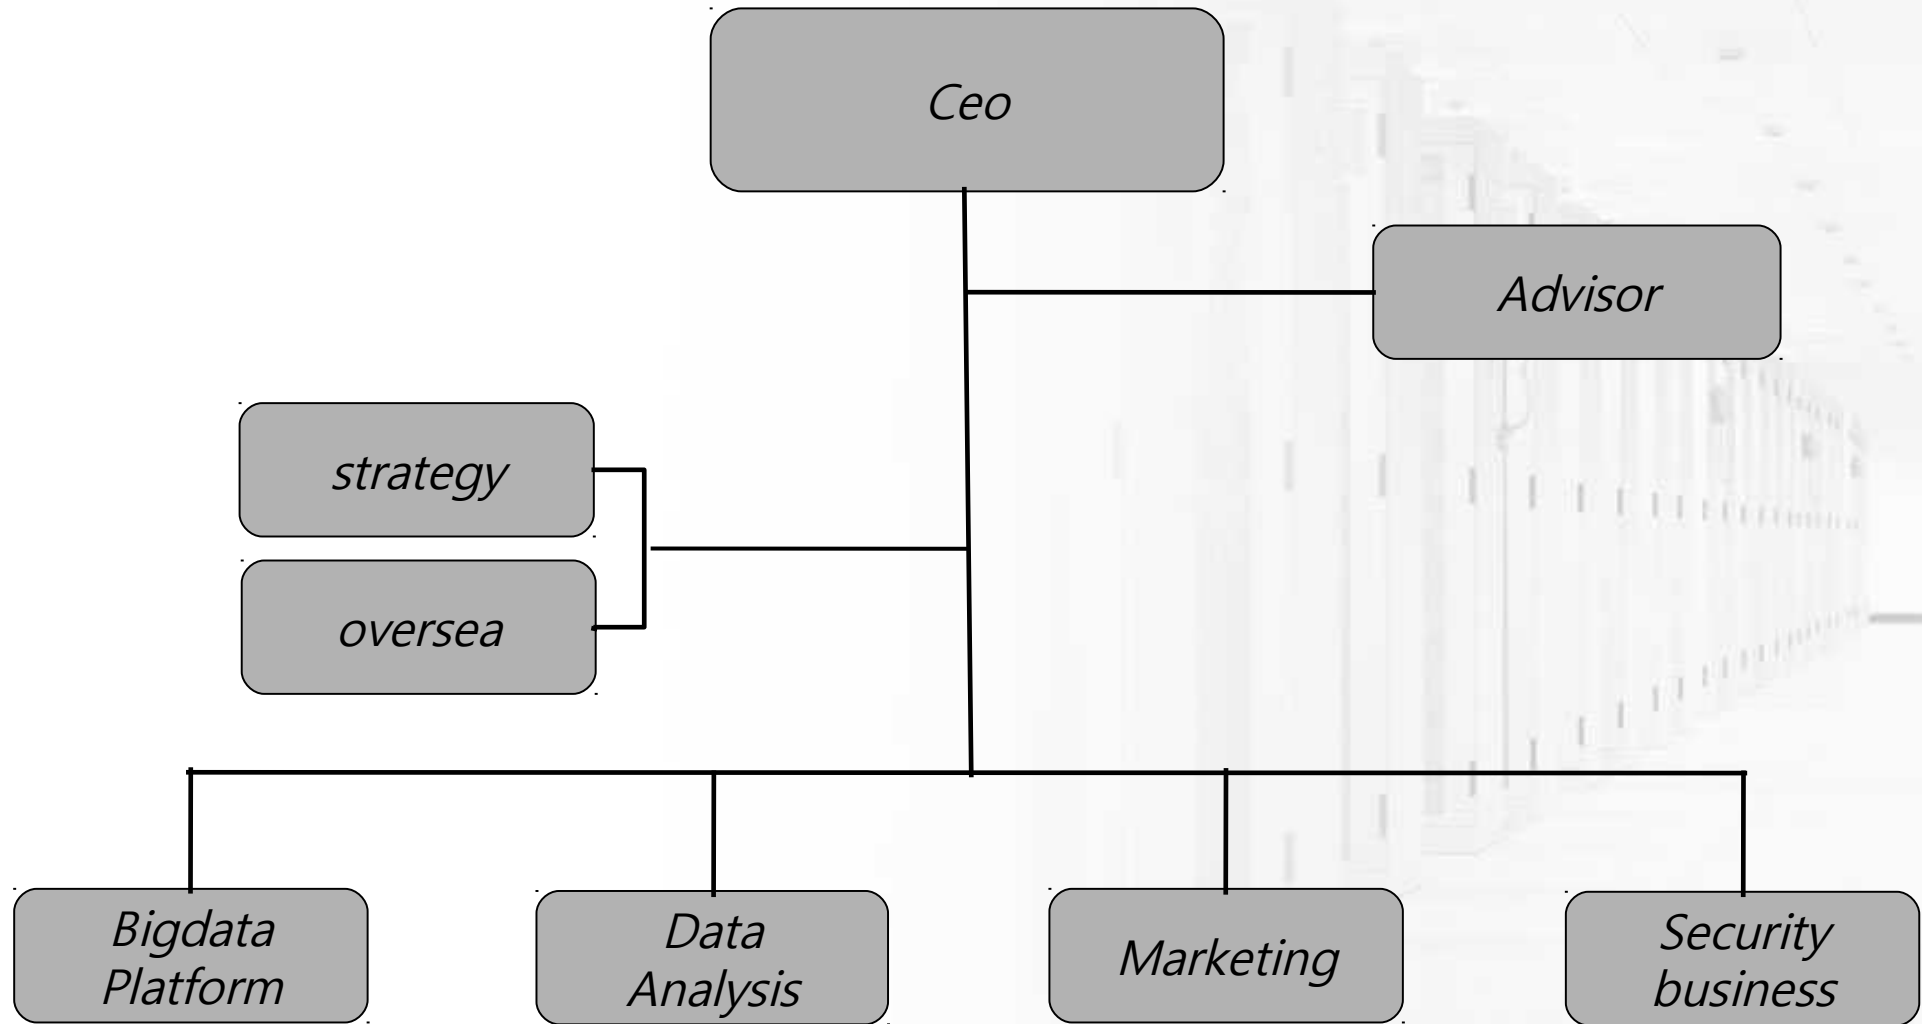 Ceo
Advisor
strategy
oversea
Bigdata
Platform
Data
Analysis
Marketing
Security
business